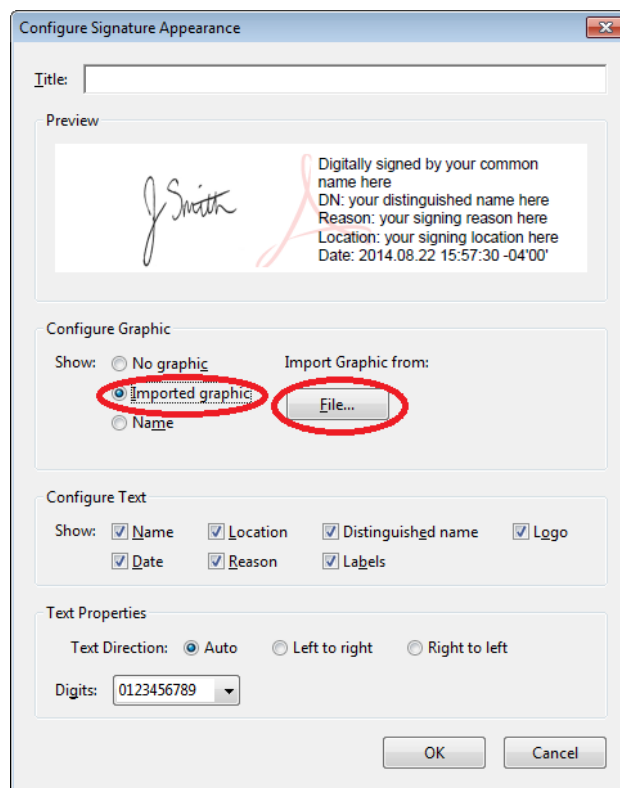 Configure Signature Appearance
Title:
Preview
J Smith
Digitally signed by your common
name here
DN: your distinguished name here
Reason: your signing reason here
Location: your signing location here
Date: 2014.08.22 15:57:30 -04'00'
Configure Graphic
Show: No graphic Import Graphic from:
Imported graphic File...
Name
Configure Text
Show: Name Location Distinguished name Logo
Date Reason Labels
Text Properties
Text Direction: Auto Left to right Right to left
Digits: 0123456789
OK Cancel